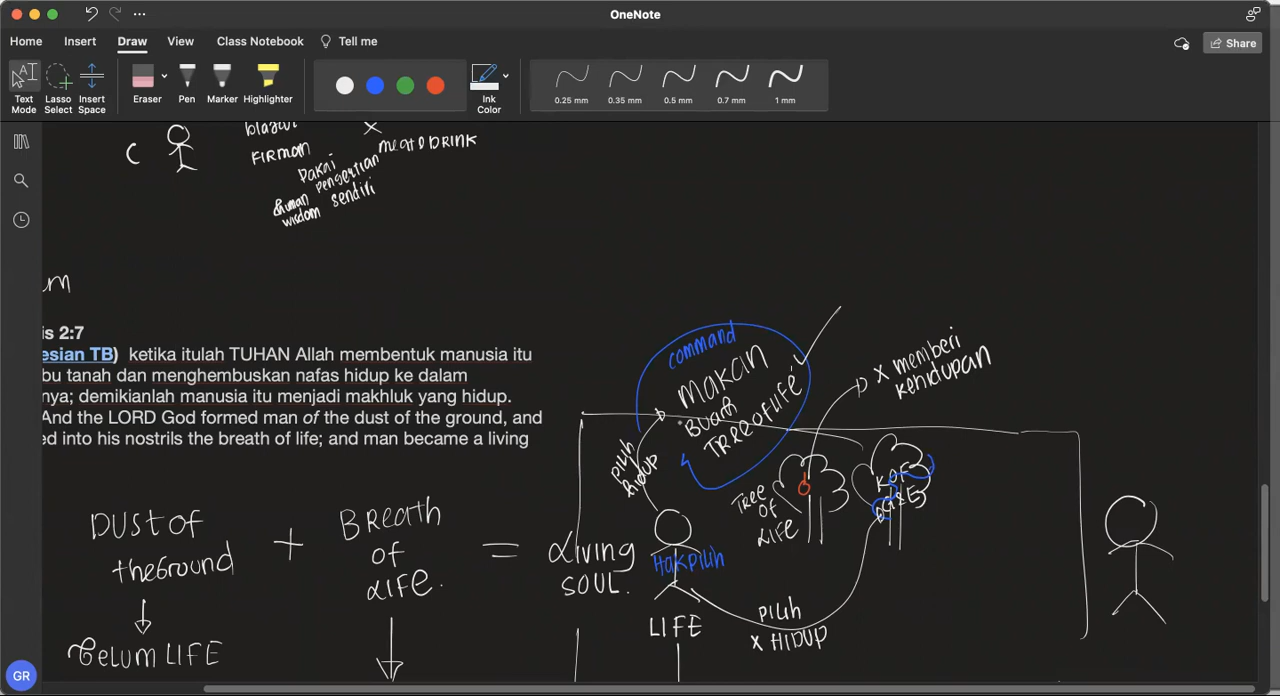 OneNote
Home Insert Draw View Class Notebook Tell me
Share
Text Mode
Lasso Select
Insert Space
Eraser
Pen
Marker
Highlighter
Ink Color
0.25 mm
0.35 mm
0.5 mm
0.7 mm
1 mm
C
FIRMAN
X
MEAT & DRINK
Pakai
Pengertian
sendiri
human
wisdom
m
is 2:7
esian TB) ketika itulah TUHAN Allah membentuk manusia itu
bu tanah dan menghembuskan nafas hidup ke dalam
nya; demikianlah manusia itu menjadi makhluk yang hidup.
And the LORD God formed man of the dust of the ground, and
ed into his nostrils the breath of life; and man became a living
command
makan
BUAH
TREE of LIFE
X memberi
kehidupan
Pilih
Hidup
TREE
OF
LIFE
DUST OF
the Ground
+
BREATH
OF
LIFE.
=
Living
SOUL.
Hak pilih
LIFE
PILIH
X HIDUP
Belum LIFE
GR